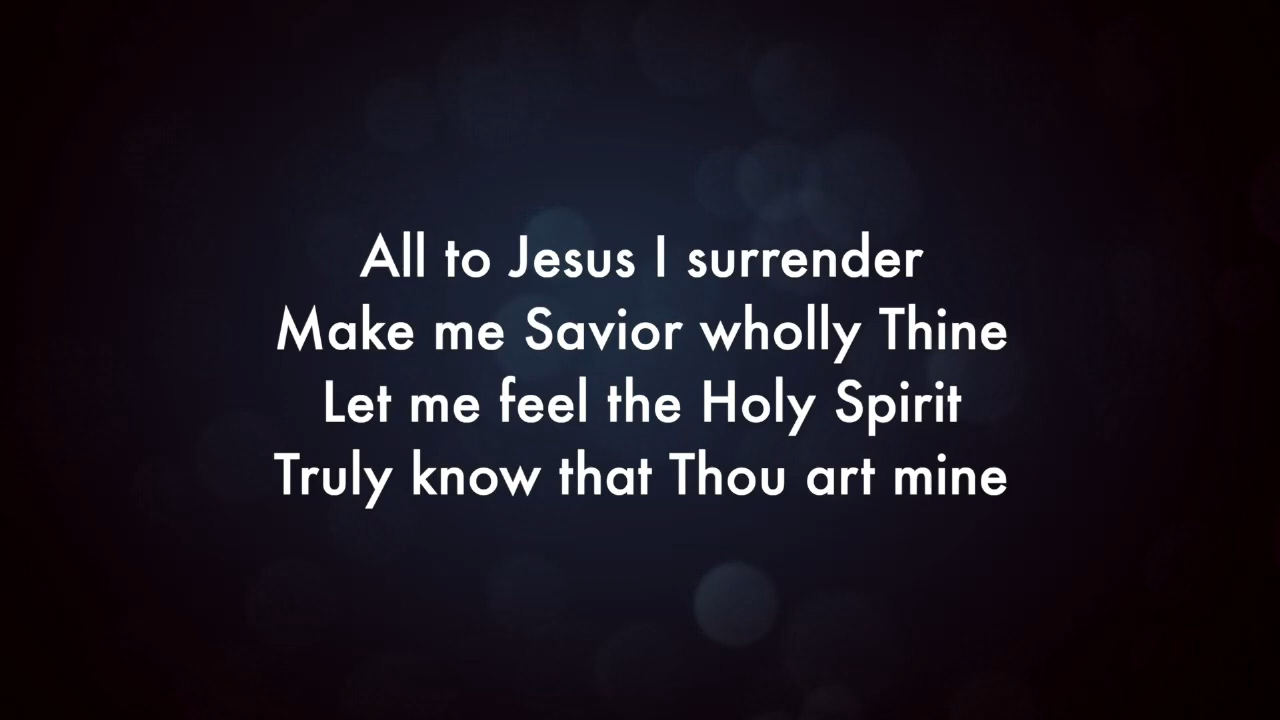 All to Jesus I surrender
Make me Savior wholly Thine
Let me feel the Holy Spirit
Truly know that Thou art mine